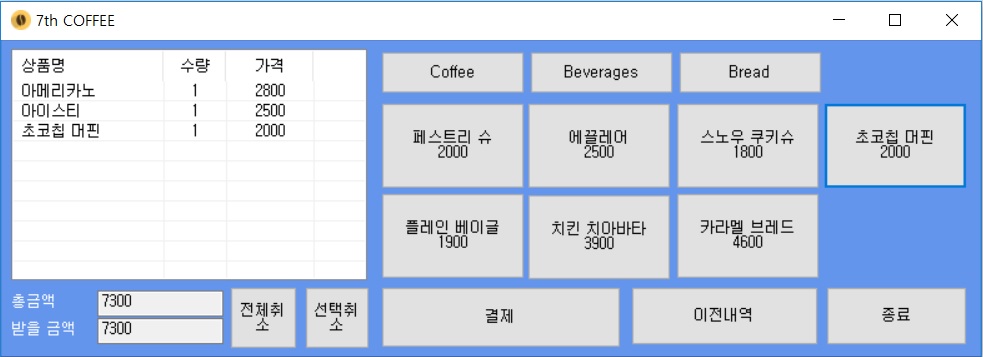 7th COFFEE
상품명 수량 가격
아메리카노 1 2800
아이스티 1 2500
초코칩 머핀 1 2000
총금액 7300
받을 금액 7300
전체취
소
선택취
소
Coffee Beverages Bread
페스트리 슈
2000
에끌레어
2500
스노우 쿠키슈
1800
초코칩 머핀
2000
플레인 베이글
1900
치킨 치아바타
3900
카라멜 브레드
4600
결제
이전내역
종료